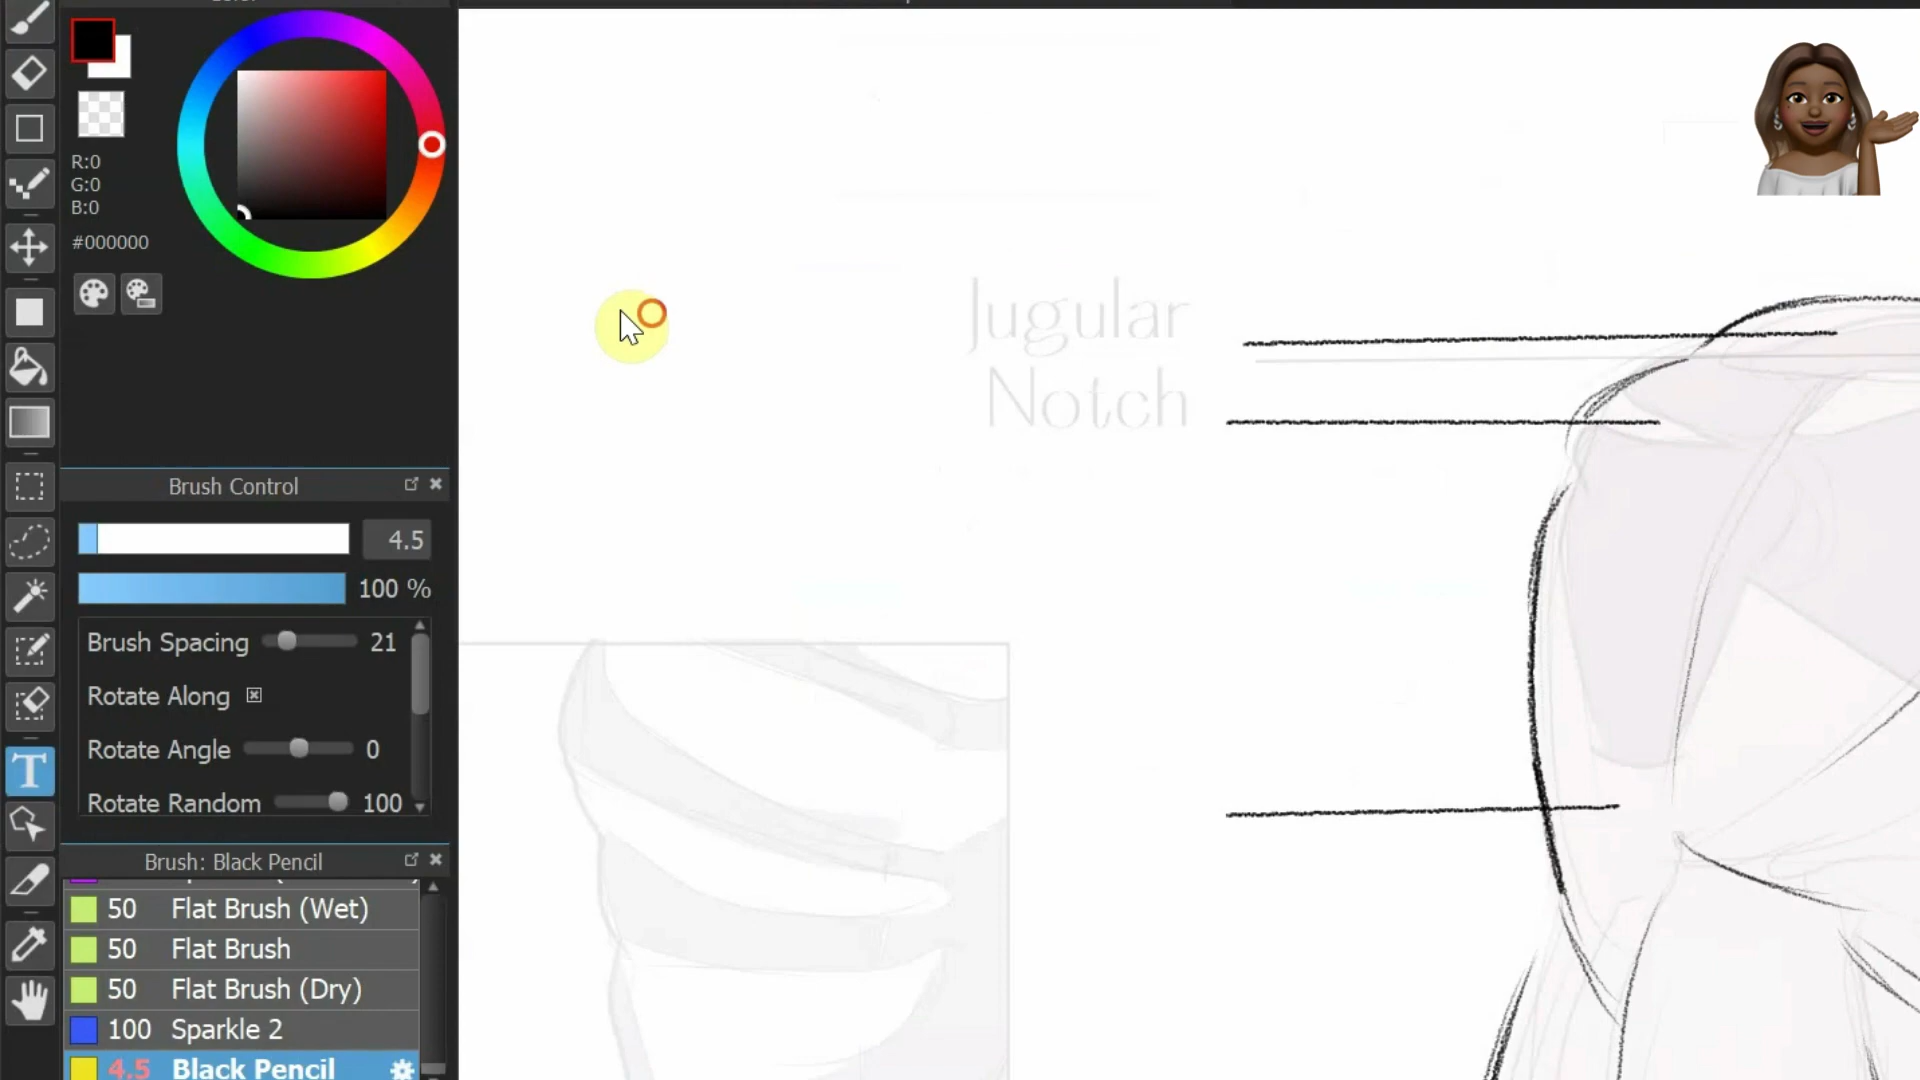 R:0
G:0
B:0
#000000
Brush Control
4.5
100 %
Brush Spacing 21
Rotate Along
Rotate Angle 0
Rotate Random 100
Brush: Black Pencil
50 Flat Brush (Wet)
50 Flat Brush
50 Flat Brush (Dry)
100 Sparkle 2
4.5 Black Pencil
T
Jugular
Notch